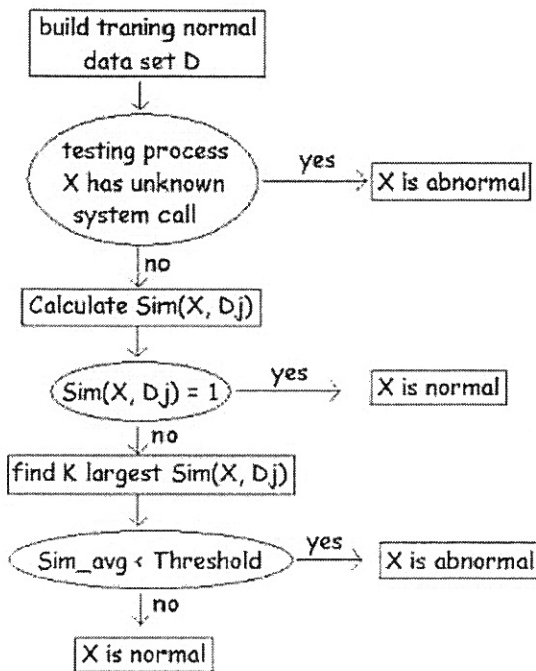 build traning normal
data set D
testing process
X has unknown
system call
yes
X is abnormal
no
Calculate Sim(X, Dj)
Sim(X, Dj) = 1
yes
X is normal
no
find K largest Sim(X, Dj)
Sim_avg < Threshold
yes
X is abnormal
no
X is normal